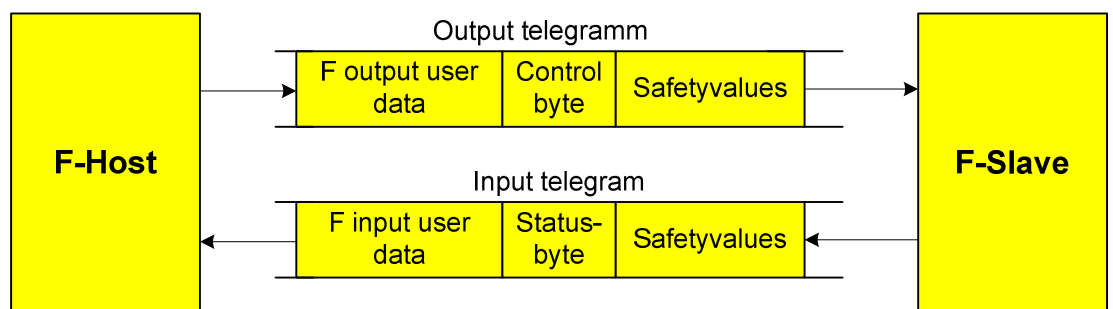 Output telegramm
F output user
data
Control
byte
Safetyvalues
F-Host
F-Slave
Input telegram
F input user
data
Status-
byte
Safetyvalues